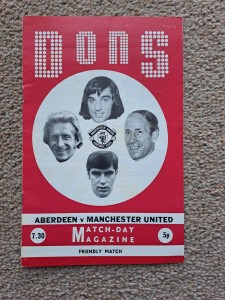 DONS
ABERDEEN v MANCHESTER UNITED
7.30 MATCH-DAY MAGAZINE 5p
FRIENDLY MATCH